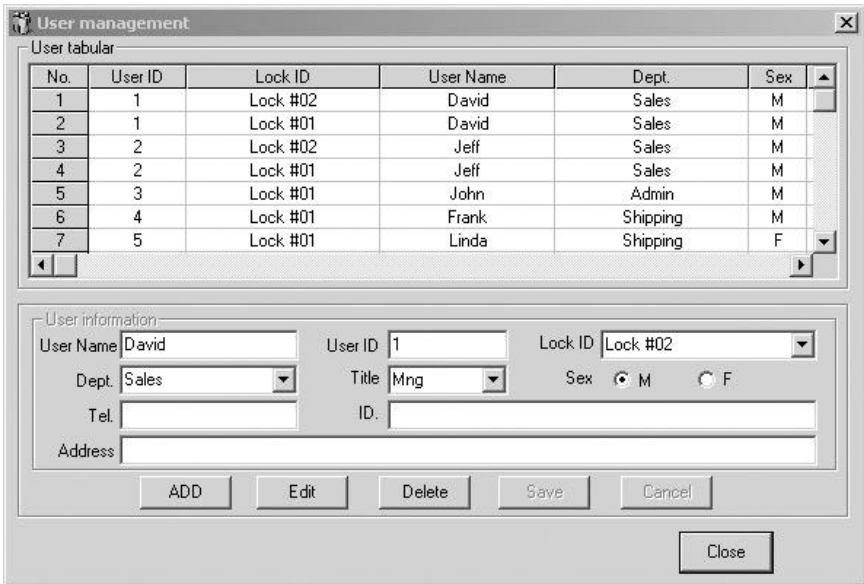 User management
User tabular
No. User ID Lock ID User Name Dept. Sex
1 1 Lock #02 David Sales M
2 1 Lock #01 David Sales M
3 2 Lock #02 Jeff Sales M
4 2 Lock #01 Jeff Sales M
5 3 Lock #01 John Admin M
6 4 Lock #01 Frank Shipping M
7 5 Lock #01 Linda Shipping F
User information
User Name David User ID 1 Lock ID Lock #02
Dept. Sales Title Mng Sex M F
Tel. ID.
Address
ADD Edit Delete Save Cancel
Close